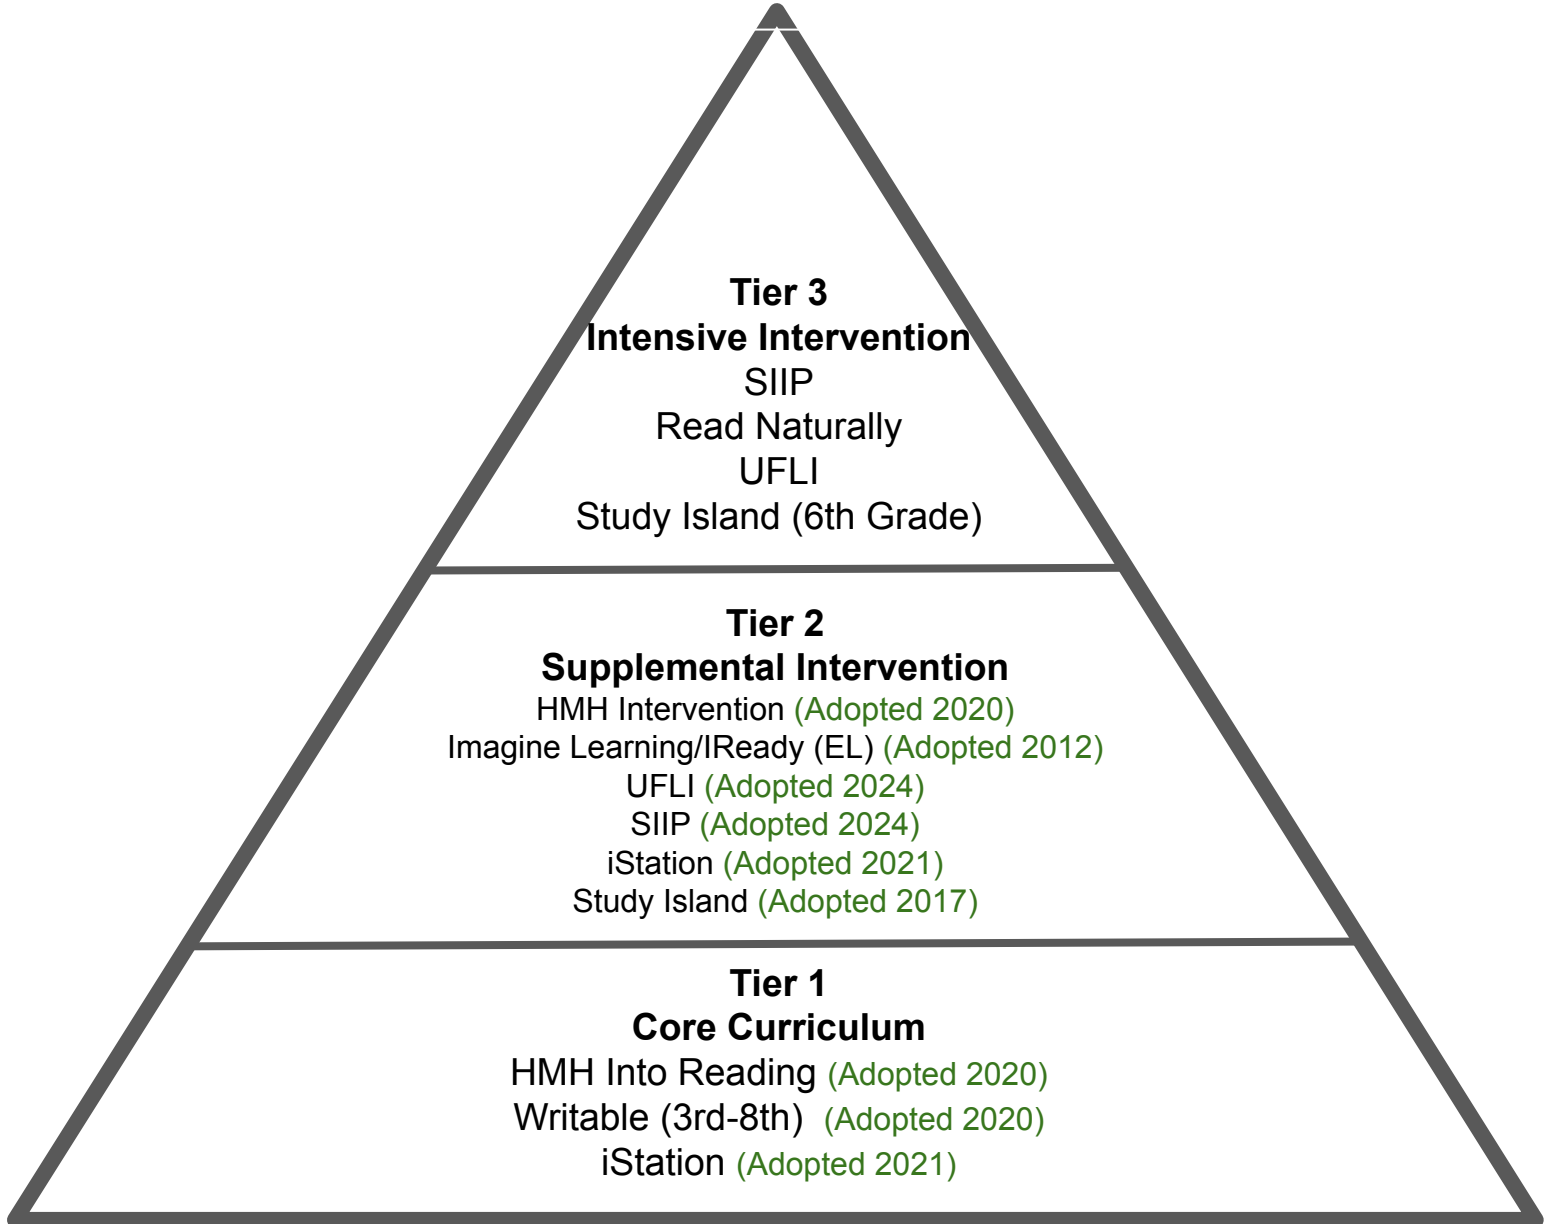 Tier 3
Intensive Intervention
SIIP
Read Naturally
UFLI
Study Island (6th Grade)
Tier 2
Supplemental Intervention
HMH Intervention (Adopted 2020)
Imagine Learning/IReady (EL) (Adopted 2012)
UFLI (Adopted 2024)
SIIP (Adopted 2024)
iStation (Adopted 2021)
Study Island (Adopted 2017)
Tier 1
Core Curriculum
HMH Into Reading (Adopted 2020)
Writable (3rd-8th) (Adopted 2020)
iStation (Adopted 2021)